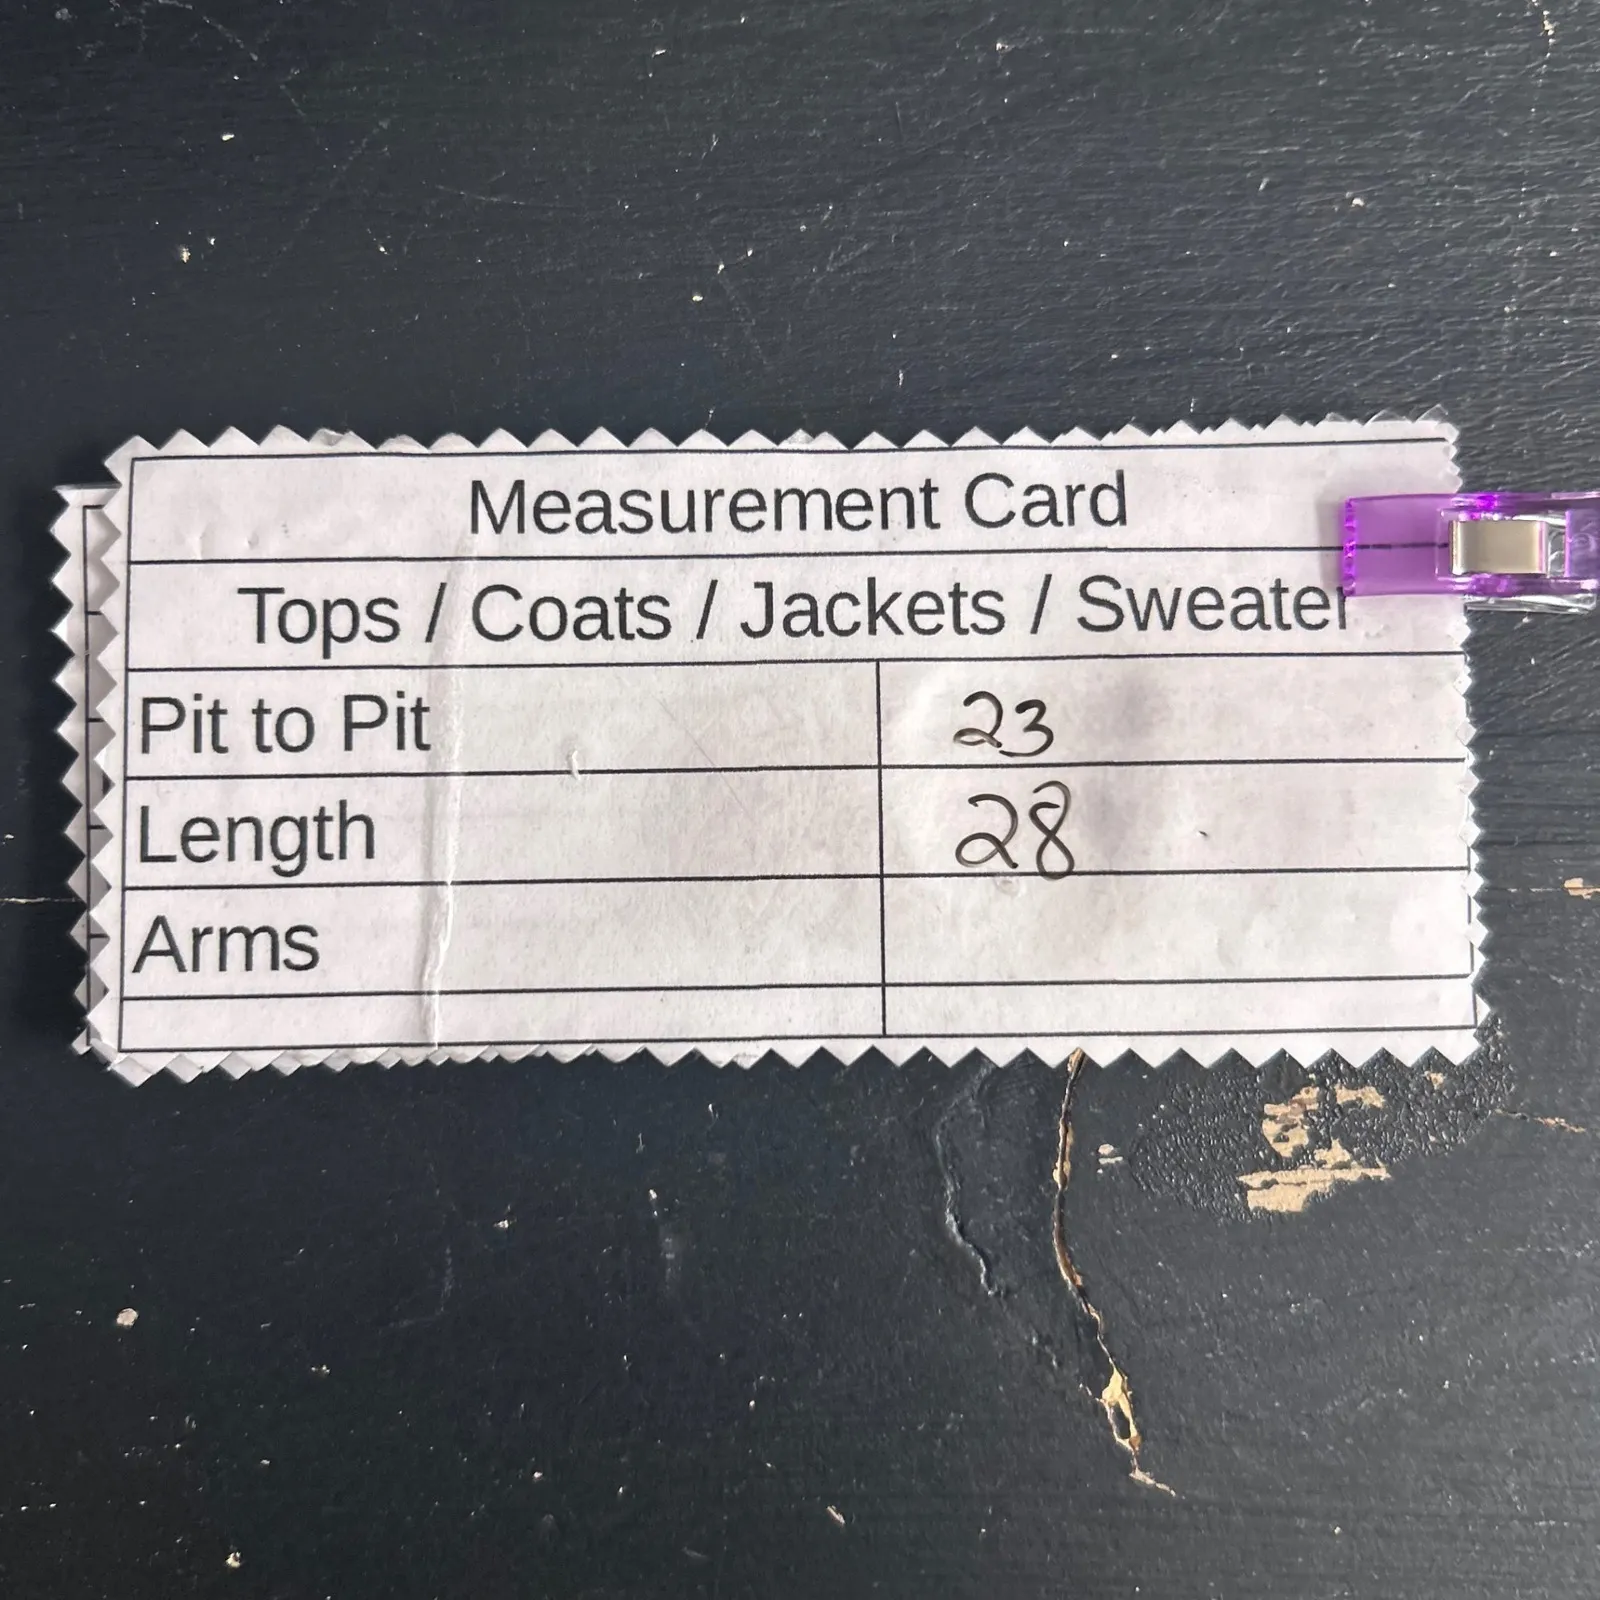 Measurement Card
Tops / Coats / Jackets / Sweater
Pit to Pit 23
Length 28
Arms